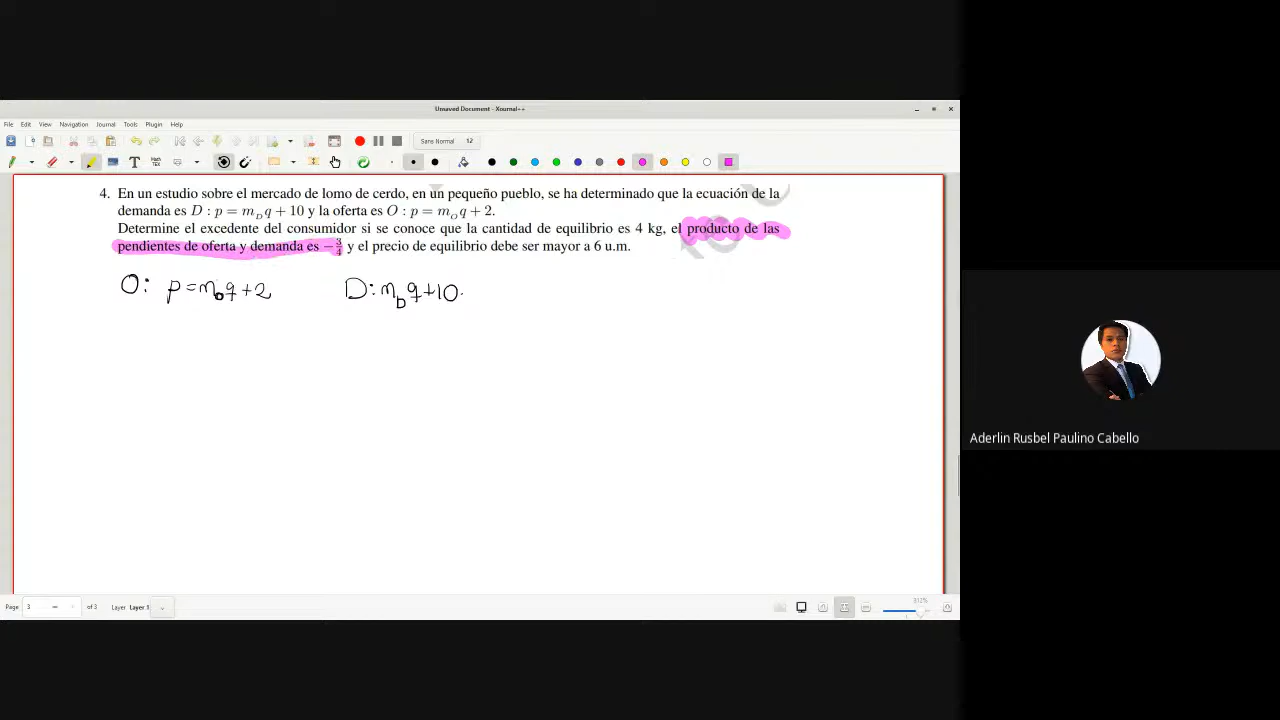 Unsaved Document - Xournal++
File Edit View Navigation Journal Tools Plugin Help
Sans Normal 12
4. En un estudio sobre el mercado de lomo de cerdo, en un pequeño pueblo, se ha determinado que la ecuación de la
demanda es D : p = m_D q + 10 y la oferta es O : p = m_O q + 2.
Determine el excedente del consumidor si se conoce que la cantidad de equilibrio es 4 kg, el producto de las
pendientes de oferta y demanda es −3/4 y el precio de equilibrio debe ser mayor a 6 u.m.
O: p = m_o q + 2 D: m_D q + 10.
Aderlin Rusbel Paulino Cabello
Page 3 of 3 Layer Layer 1 312%